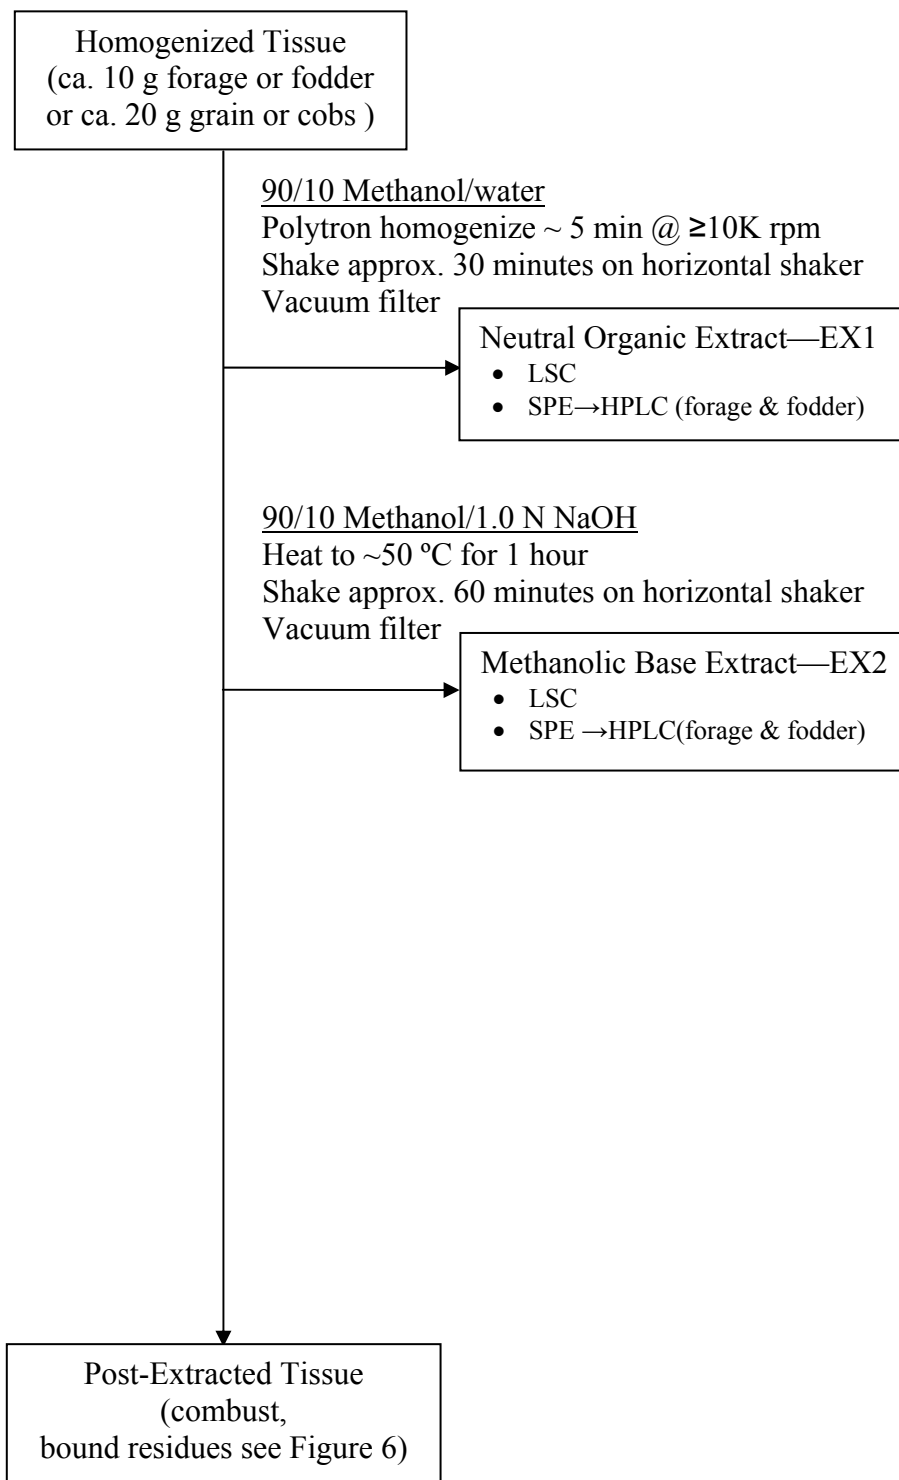 Homogenized Tissue
(ca. 10 g forage or fodder
or ca. 20 g grain or cobs )
90/10 Methanol/water
Polytron homogenize ~ 5 min @ ≥10K rpm
Shake approx. 30 minutes on horizontal shaker
Vacuum filter
Neutral Organic Extract—EX1
• LSC
• SPE→HPLC (forage & fodder)
90/10 Methanol/1.0 N NaOH
Heat to ~50 ºC for 1 hour
Shake approx. 60 minutes on horizontal shaker
Vacuum filter
Methanolic Base Extract—EX2
• LSC
• SPE →HPLC(forage & fodder)
Post-Extracted Tissue
(combust,
bound residues see Figure 6)